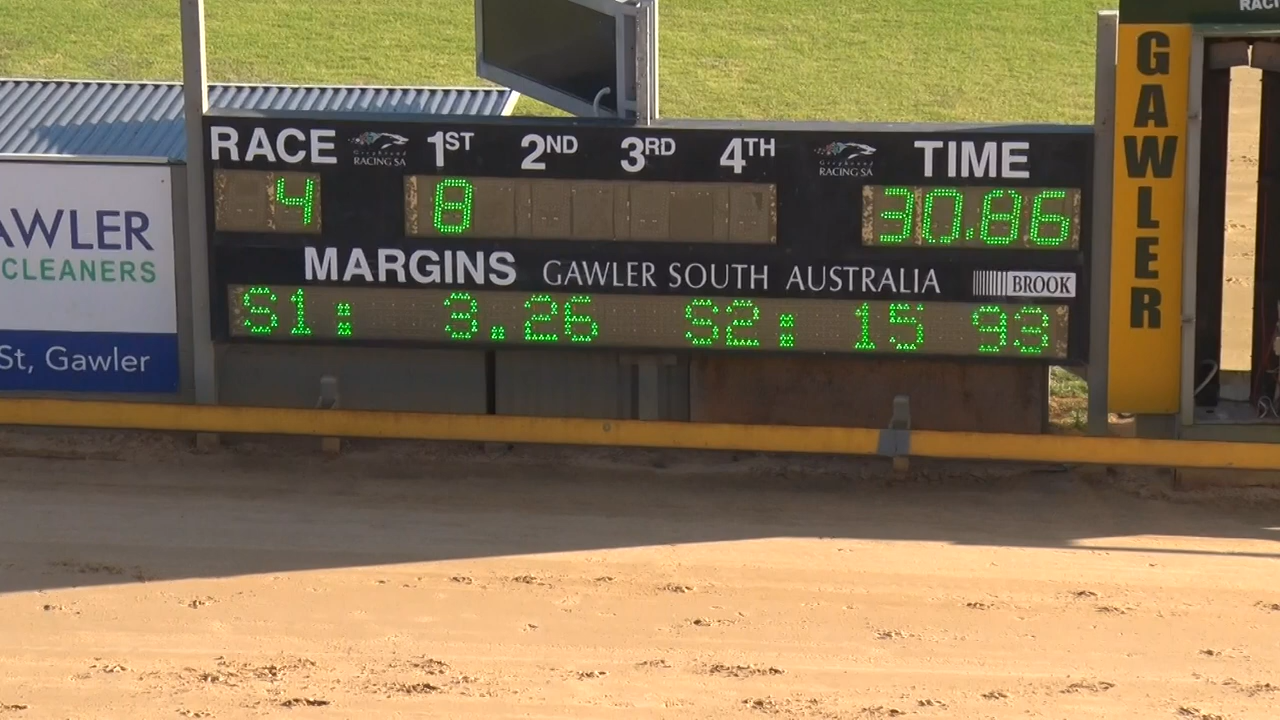 RACI
GAWLER
RACE Greyhound RACING SA 1ST 2ND 3RD 4TH Greyhound RACING SA TIME
4 8 30.86
MARGINS GAWLER SOUTH AUSTRALIA BROOK
S1: 3.26 S2: 15 93
AWLER
CLEANERS
St, Gawler